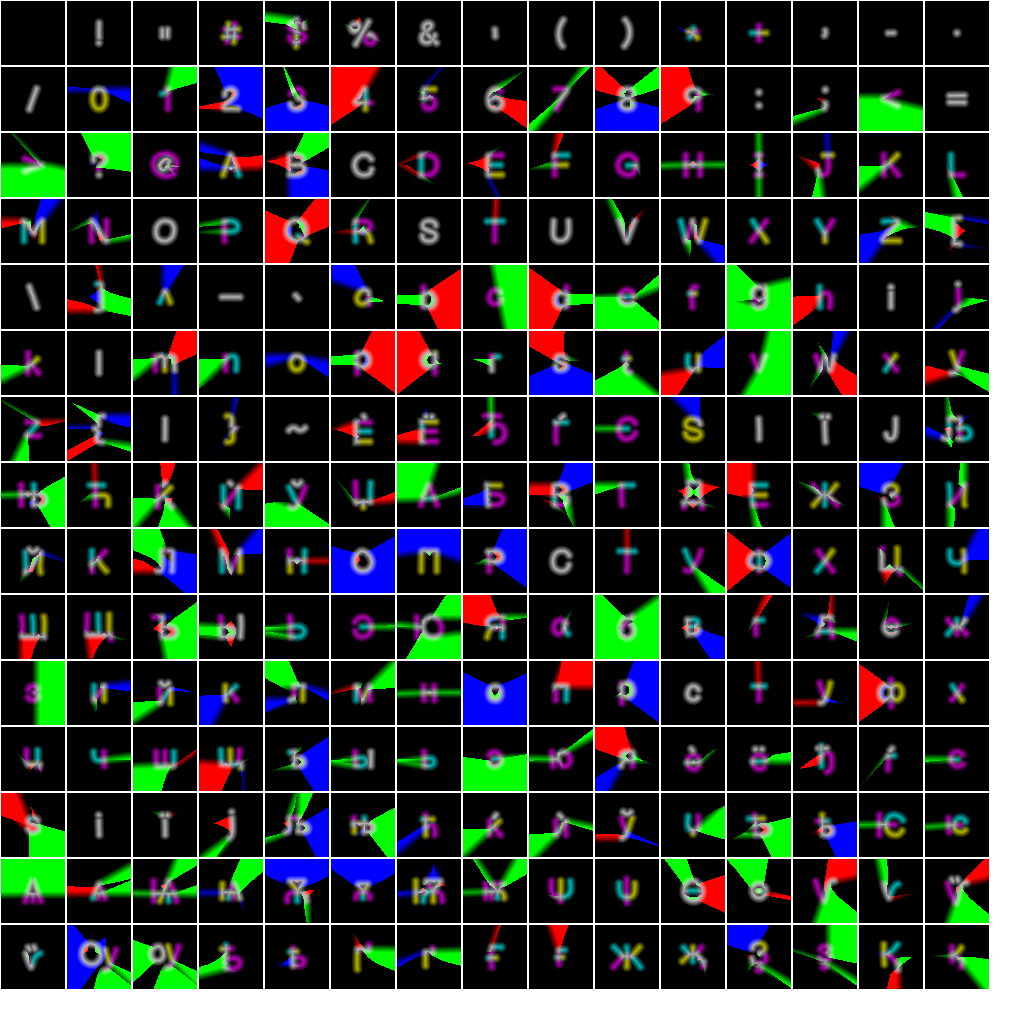 ! " # $ % & ' ( ) * + , - .
/ 0 1 2 3 4 5 6 7 8 9 : ; < =
> ? @ A B C D E F G H I J K L
M N O P Q R S T U V W X Y Z [
\ ] ^ _ ` a b c d e f g h i j
k l m n o p q r s t u v w x y
z { | } ~ Ѐ Ё Ђ Ѓ Є Ѕ І Ї Ј Љ
Њ Ћ Ќ Ѝ Ў Џ А Б В Г Д Е Ж З И
Й К Л М Н О П Р С Т У Ф Х Ц Ч
Ш Щ Ъ Ы Ь Э Ю Я а б в г д е ж
з и й к л м н о п р с т у ф х
ц ч ш щ ъ ы ь э ю я ѐ ё ђ ѓ є
ѕ і ї ј љ њ ћ ќ ѝ ў џ Ѣ ѣ Ѥ ѥ
Ѧ ѧ Ѩ ѩ Ѫ ѫ Ѭ ѭ Ѱ ѱ Ѳ ѳ Ѵ ѵ Ѷ
ѷ Ѹ ѹ Ҍ ҍ Ґ ґ Ғ ғ Җ җ Ҙ ҙ Қ қ